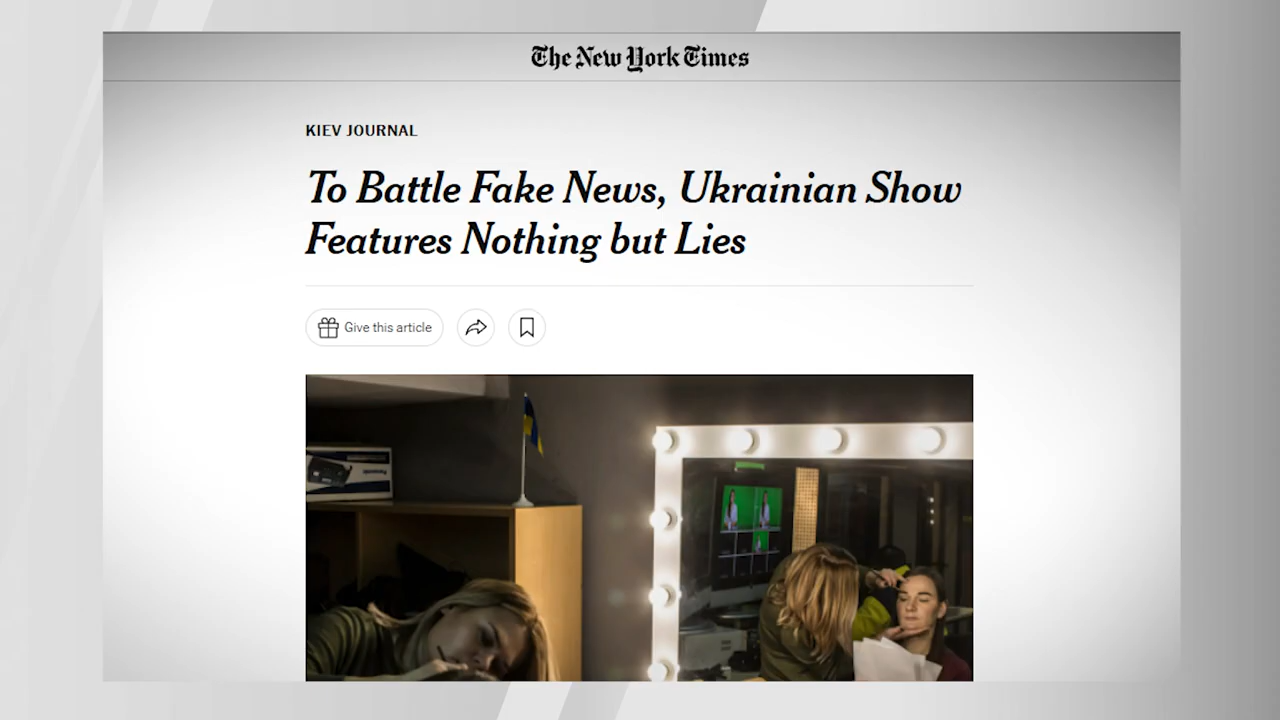 The New York Times
KIEV JOURNAL
To Battle Fake News, Ukrainian Show
Features Nothing but Lies
Give this article
Panasonic